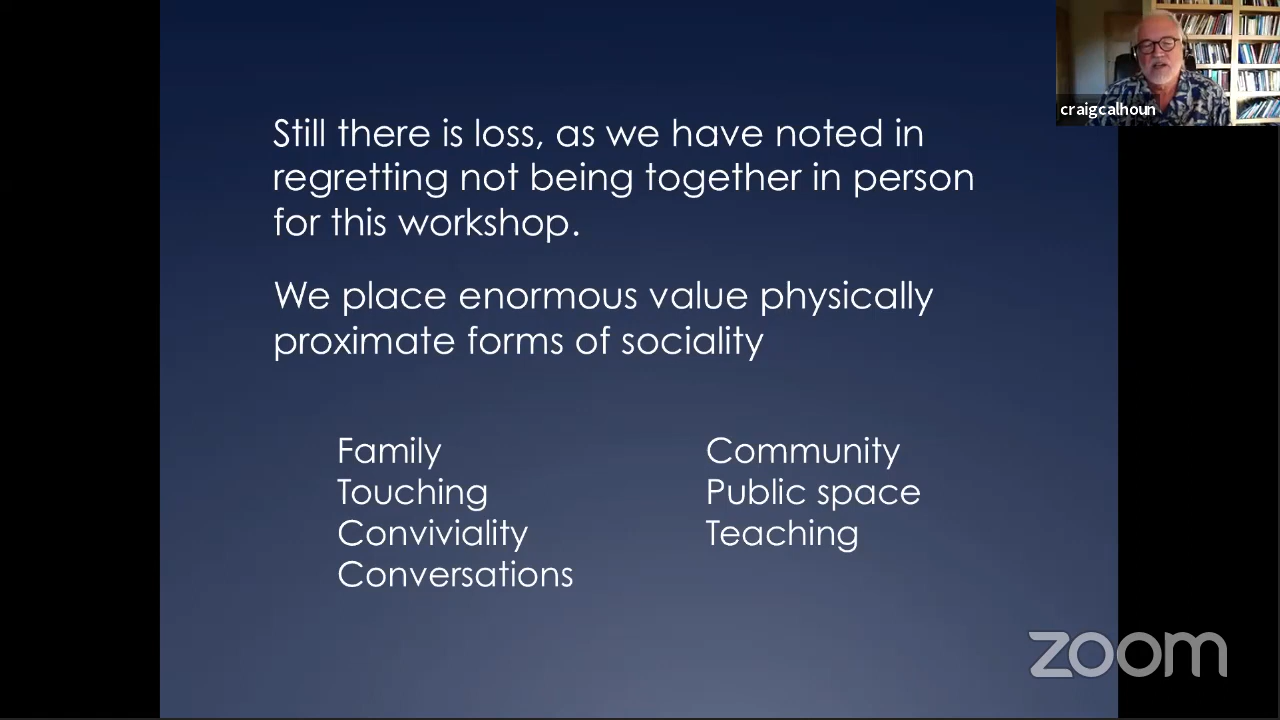 craigcalhoun
Still there is loss, as we have noted in
regretting not being together in person
for this workshop.
We place enormous value physically
proximate forms of sociality
Family
Touching
Conviviality
Conversations
Community
Public space
Teaching
zoom